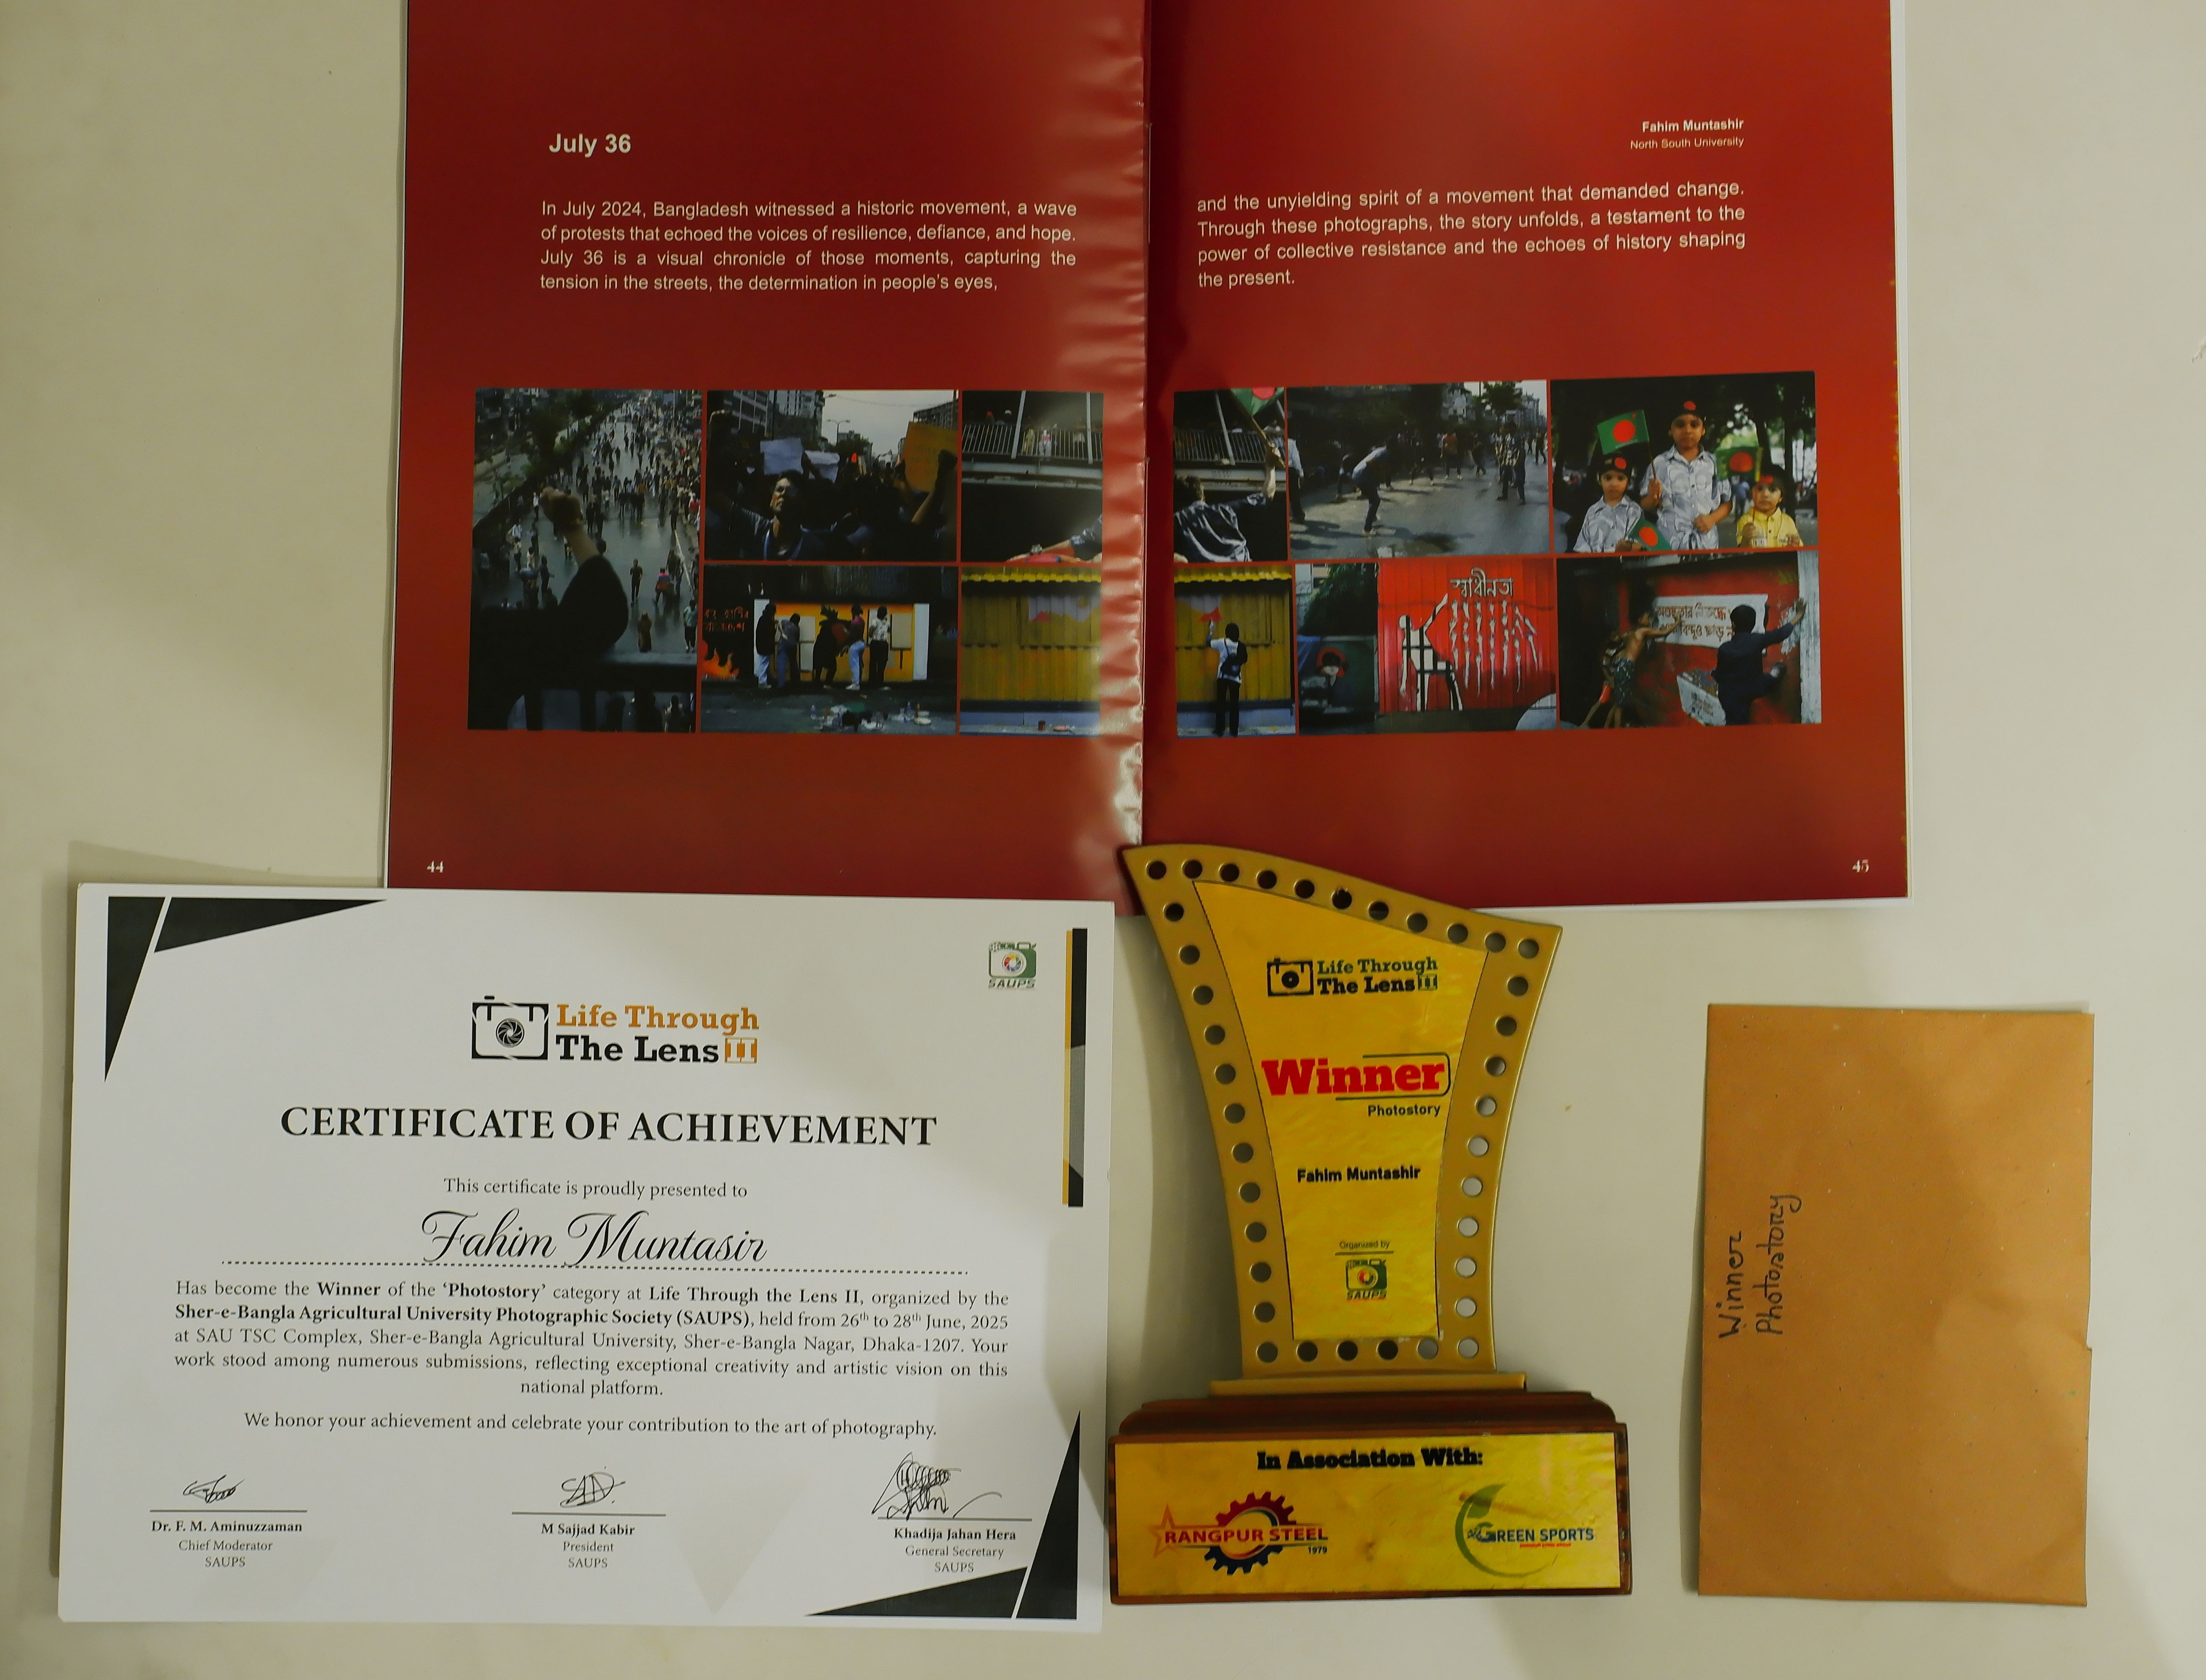 July 36
In July 2024, Bangladesh witnessed a historic movement, a wave
of protests that echoed the voices of resilience, defiance, and hope.
July 36 is a visual chronicle of those moments, capturing the
tension in the streets, the determination in people's eyes,
44
Fahim Muntashir
North South University
and the unyielding spirit of a movement that demanded change.
Through these photographs, the story unfolds, a testament to the
power of collective resistance and the echoes of history shaping
the present.
স্বাধীনতা
45
SAUPS
Life Through
The Lens II
CERTIFICATE OF ACHIEVEMENT
This certificate is proudly presented to
Fahim Muntasir
Has become the Winner of the ‘Photostory’ category at Life Through the Lens II, organized by the
Sher-e-Bangla Agricultural University Photographic Society (SAUPS), held from 26th to 28th June, 2025
at SAU TSC Complex, Sher-e-Bangla Agricultural University, Sher-e-Bangla Nagar, Dhaka-1207. Your
work stood among numerous submissions, reflecting exceptional creativity and artistic vision on this
national platform.
We honor your achievement and celebrate your contribution to the art of photography.
Dr. F. M. Aminuzzaman
Chief Moderator
SAUPS
M Sajjad Kabir
President
SAUPS
Khadija Jahan Hera
General Secretary
SAUPS
Life Through
The Lens II
Winner
Photostory
Fahim Muntashir
Organized by
SAUPS
In Association With:
RANGPUR STEEL
1979
GREEN SPORTS
Winner
Photostory